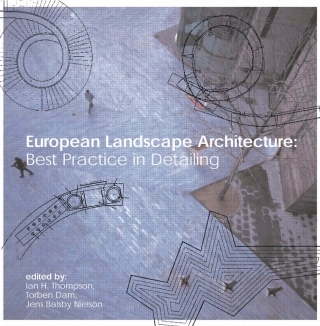 European Landscape Architecture:
Best Practice in Detailing
edited by:
Ian H. Thompson,
Torben Dam,
Jens Balsby Nielsen